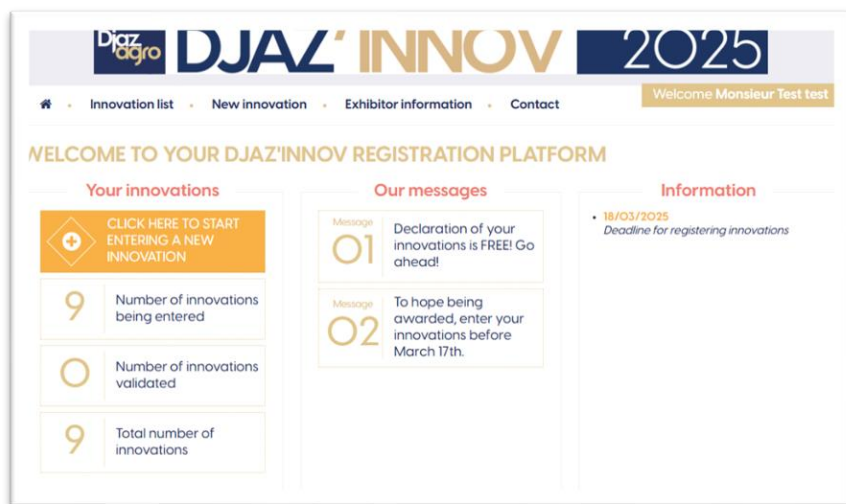 Djaz agro DJAZ'INNOV 2025
Innovation list • New innovation • Exhibitor information • Contact
Welcome Monsieur Test test
WELCOME TO YOUR DJAZ'INNOV REGISTRATION PLATFORM
Your innovations
CLICK HERE TO START
ENTERING A NEW
INNOVATION
9
Number of innovations
being entered
0
Number of innovations
validated
9
Total number of
innovations
Our messages
Message
01
Declaration of your
innovations is FREE! Go
ahead!
Message
02
To hope being
awarded, enter your
innovations before
March 17th.
Information
• 18/03/2025
Deadline for registering innovations